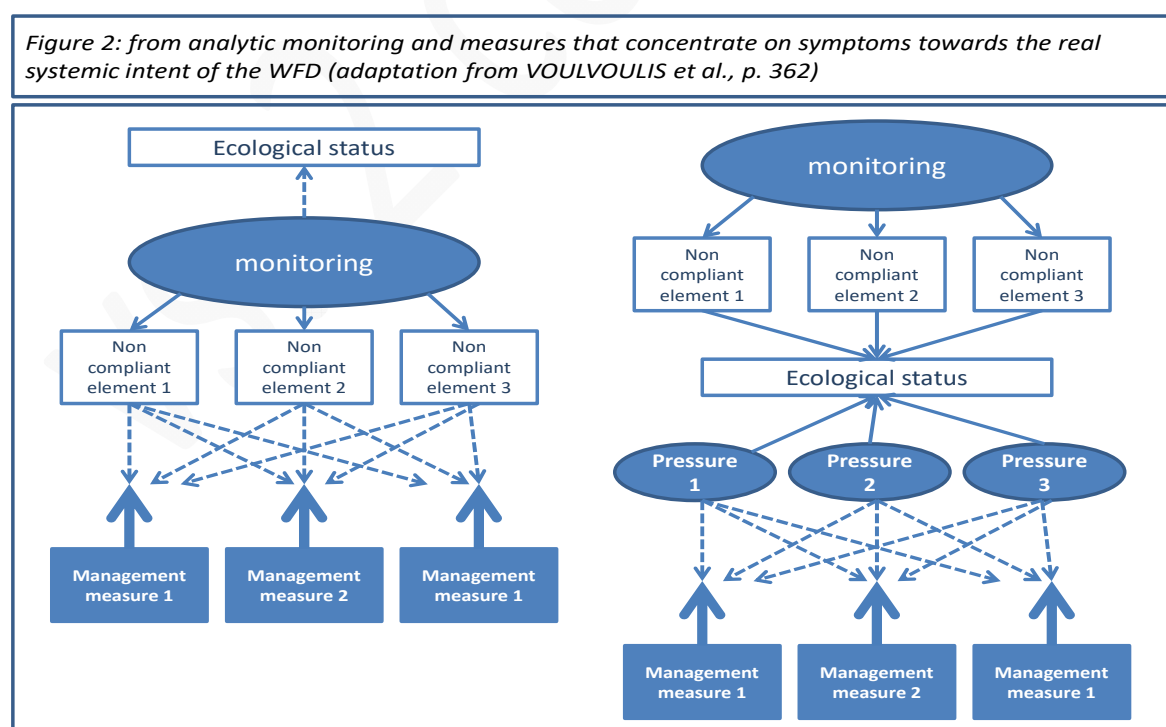 Figure 2: from analytic monitoring and measures that concentrate on symptoms towards the real
systemic intent of the WFD (adaptation from VOULVOULIS et al., p. 362)
Ecological status
monitoring
Non
compliant
element 1
Non
compliant
element 2
Non
compliant
element 3
Management
measure 1
Management
measure 2
Management
measure 1
monitoring
Non
compliant
element 1
Non
compliant
element 2
Non
compliant
element 3
Ecological status
Pressure
1
Pressure
2
Pressure
3
Management
measure 1
Management
measure 2
Management
measure 1